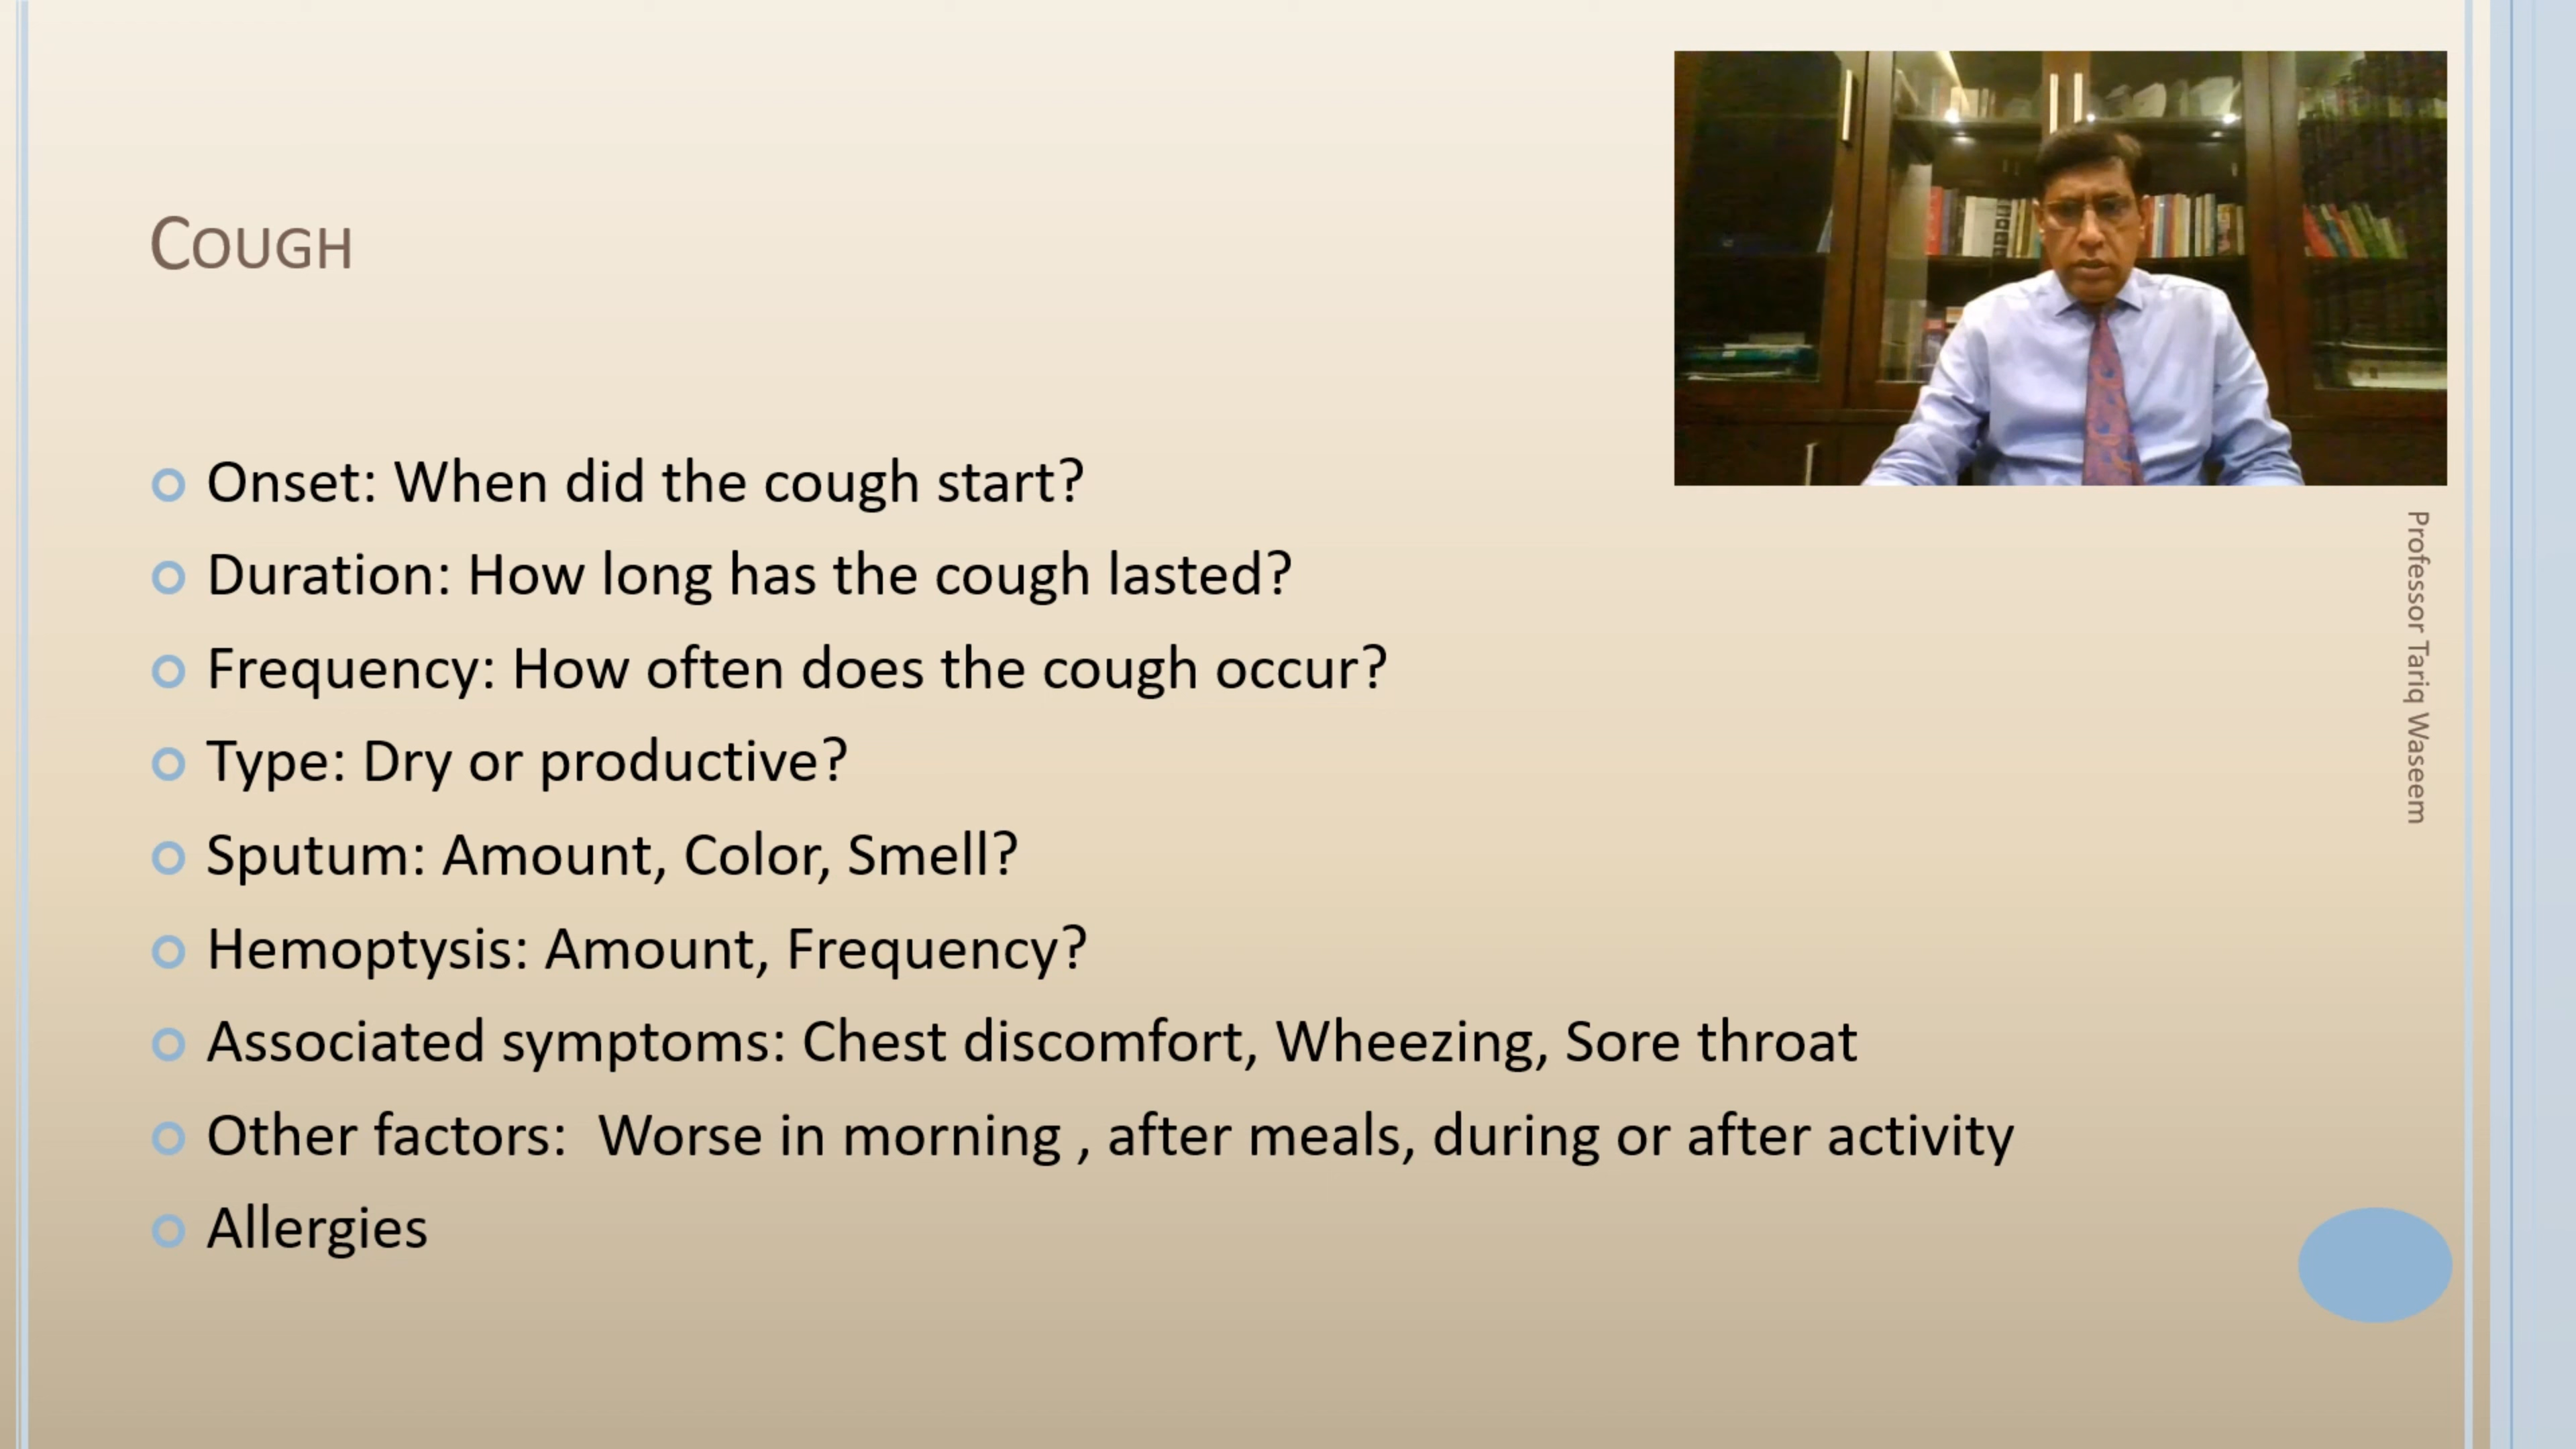 COUGH
Onset: When did the cough start?
Duration: How long has the cough lasted?
Frequency: How often does the cough occur?
Type: Dry or productive?
Sputum: Amount, Color, Smell?
Hemoptysis: Amount, Frequency?
Associated symptoms: Chest discomfort, Wheezing, Sore throat
Other factors:  Worse in morning , after meals, during or after activity
Allergies
Professor Tariq Waseem